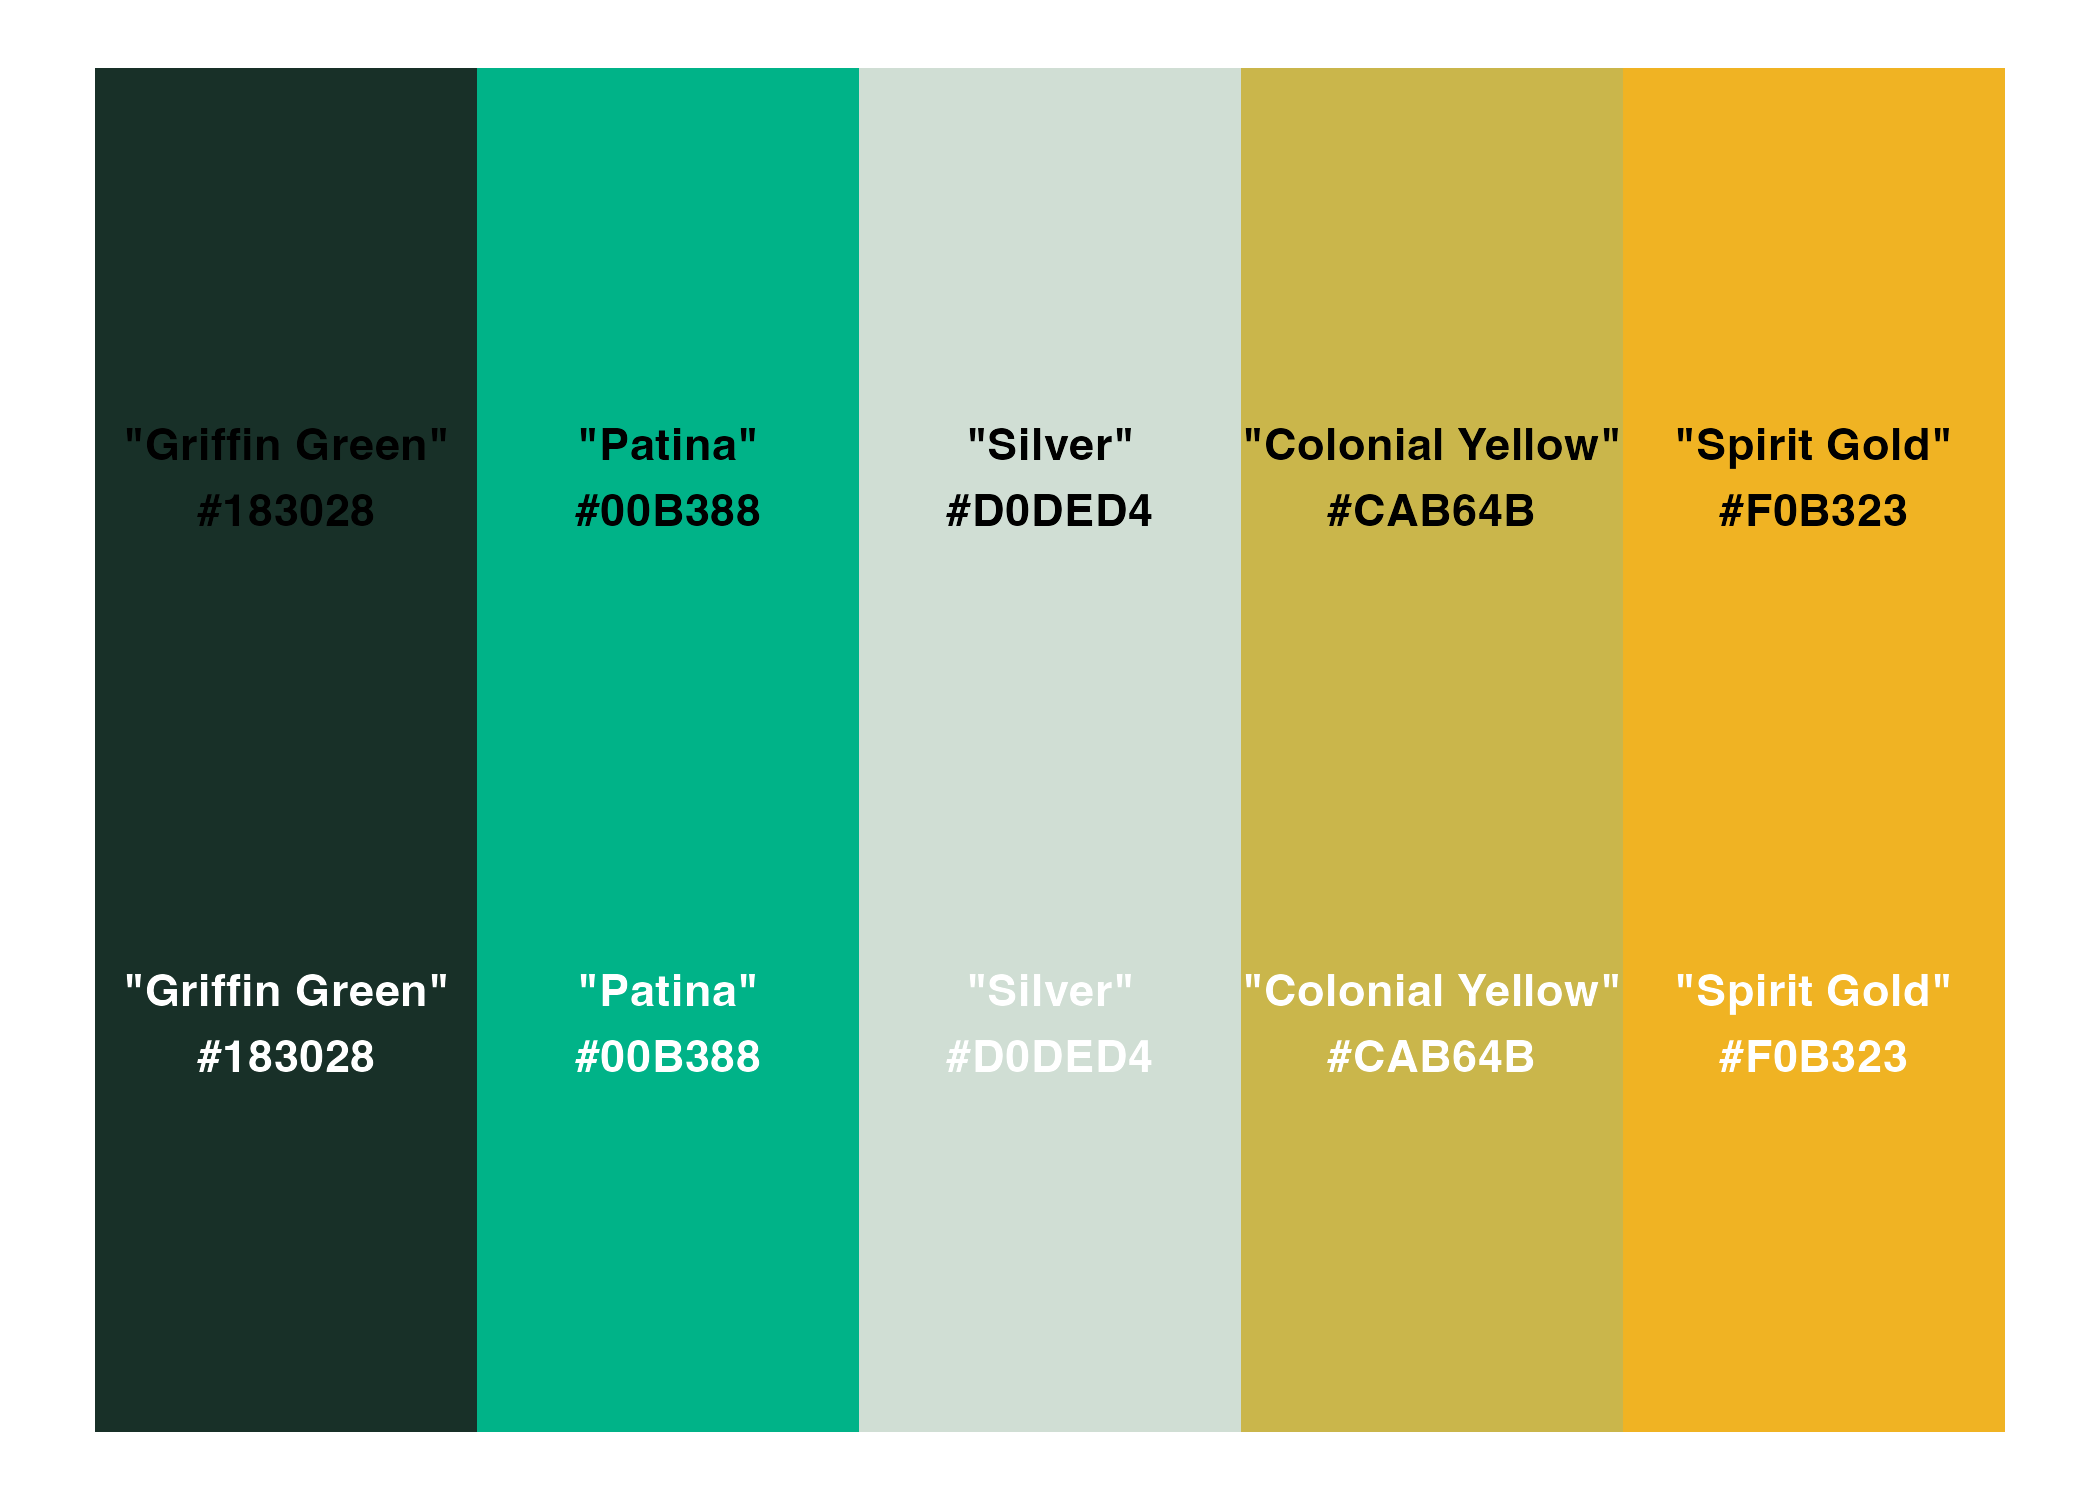 "Griffin Green"
#183028
"Patina"
#00B388
"Silver"
#D0DED4
"Colonial Yellow"
#CAB64B
"Spirit Gold"
#F0B323
"Griffin Green"
#183028
"Patina"
#00B388
"Silver"
#D0DED4
"Colonial Yellow"
#CAB64B
"Spirit Gold"
#F0B323